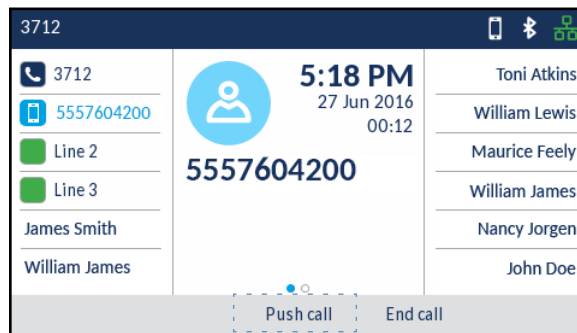 3712
3712
5557604200
Line 2
Line 3
James Smith
William James
5:18 PM
27 Jun 2016
00:12
5557604200
Toni Atkins
William Lewis
Maurice Feely
William James
Nancy Jorgen
John Doe
Push call
End call